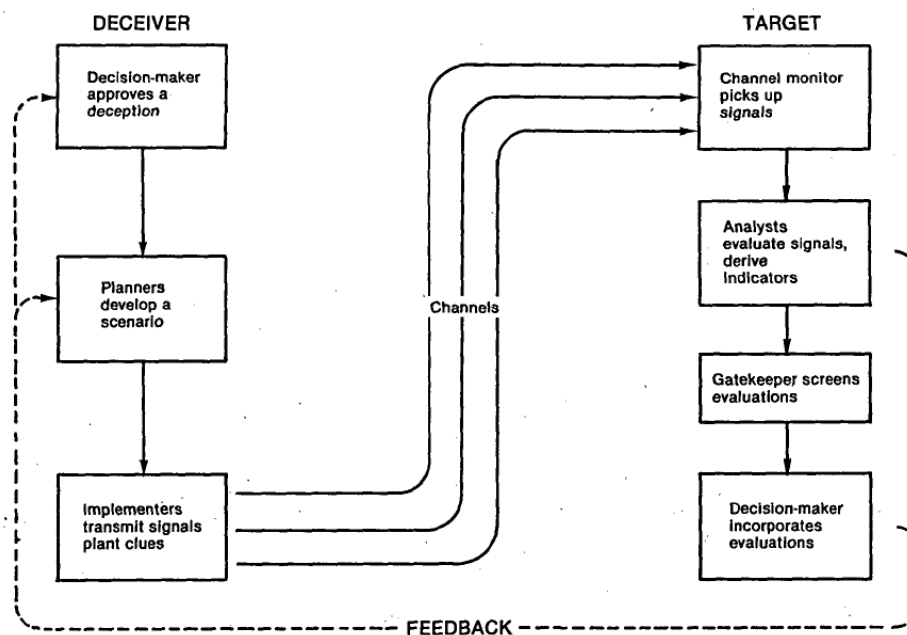 DECEIVER
Decision-maker
approves a
deception
Planners
develop a
scenario
Implementers
transmit signals
plant clues
Channels
TARGET
Channel monitor
picks up
signals
Analysts
evaluate signals,
derive
indicators
Gatekeeper screens
evaluations
Decision-maker
incorporates
evaluations
FEEDBACK